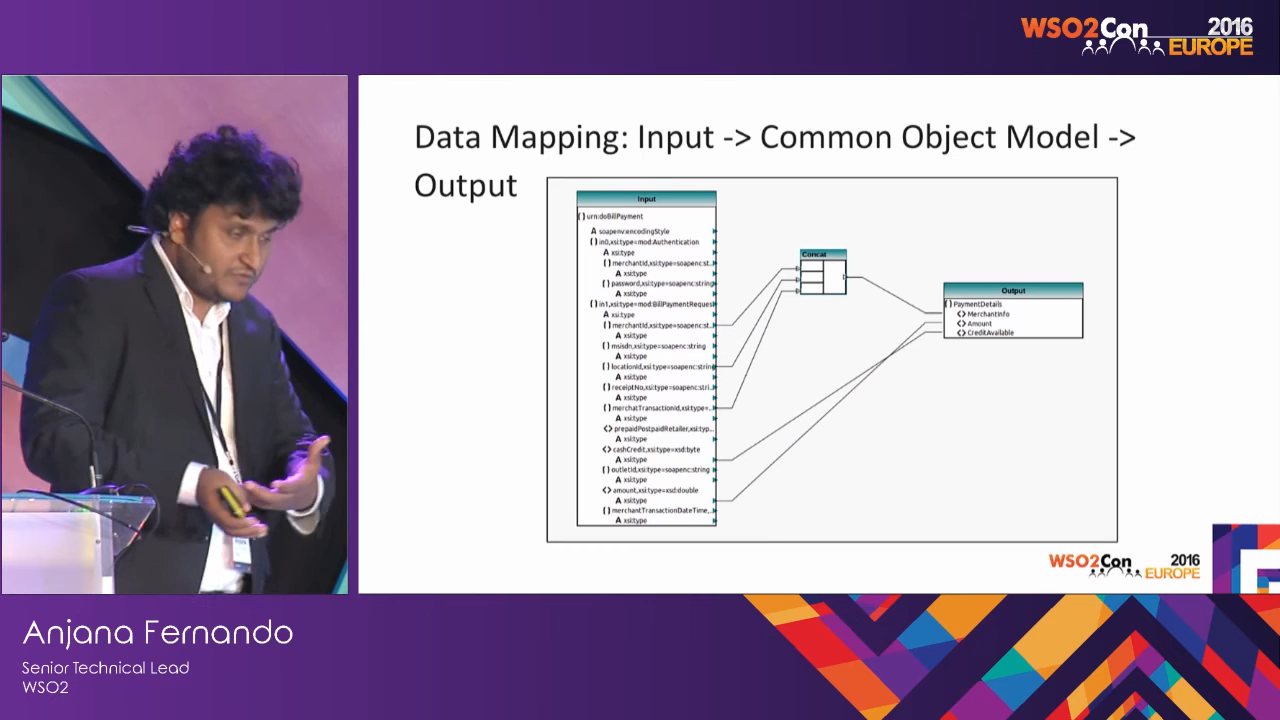 WSO2Con 2016
EUROPE
Data Mapping: Input -> Common Object Model ->
Output
Input
{ } urn:doBillPayment
A soapenv:encodingStyle
{ } in0,xsi:type=mod:Authentication
A xsi:type
{ } merchantId,xsi:type=soapenc:st..
A xsi:type
{ } password,xsi:type=soapenc:string
A xsi:type
{ } in1,xsi:type=mod:BillPaymentReques
A xsi:type
{ } merchantId,xsi:type=soapenc:st..
A xsi:type
{ } msisdn,xsi:type=soapenc:string
A xsi:type
{ } locationId,xsi:type=soapenc:string
A xsi:type
{ } receiptNo,xsi:type=soapenc:stri..
A xsi:type
{ } merchatTransactionId,xsi:type=..
A xsi:type
<> prepaidPostpaidRetailer,xsi:typ...
A xsi:type
<> cashCredit,xsi:type=xsd:byte
A xsi:type
{ } outletId,xsi:type=soapenc:string
A xsi:type
<> amount,xsi:type=xsd:double
A xsi:type
{ } merchantTransactionDateTime,..
A xsi:type
Concat
Output
{ } PaymentDetails
<> MerchantInfo
<> Amount
<> CreditAvailable
WSO2Con 2016
EUROPE
Anjana Fernando
Senior Technical Lead
WSO2